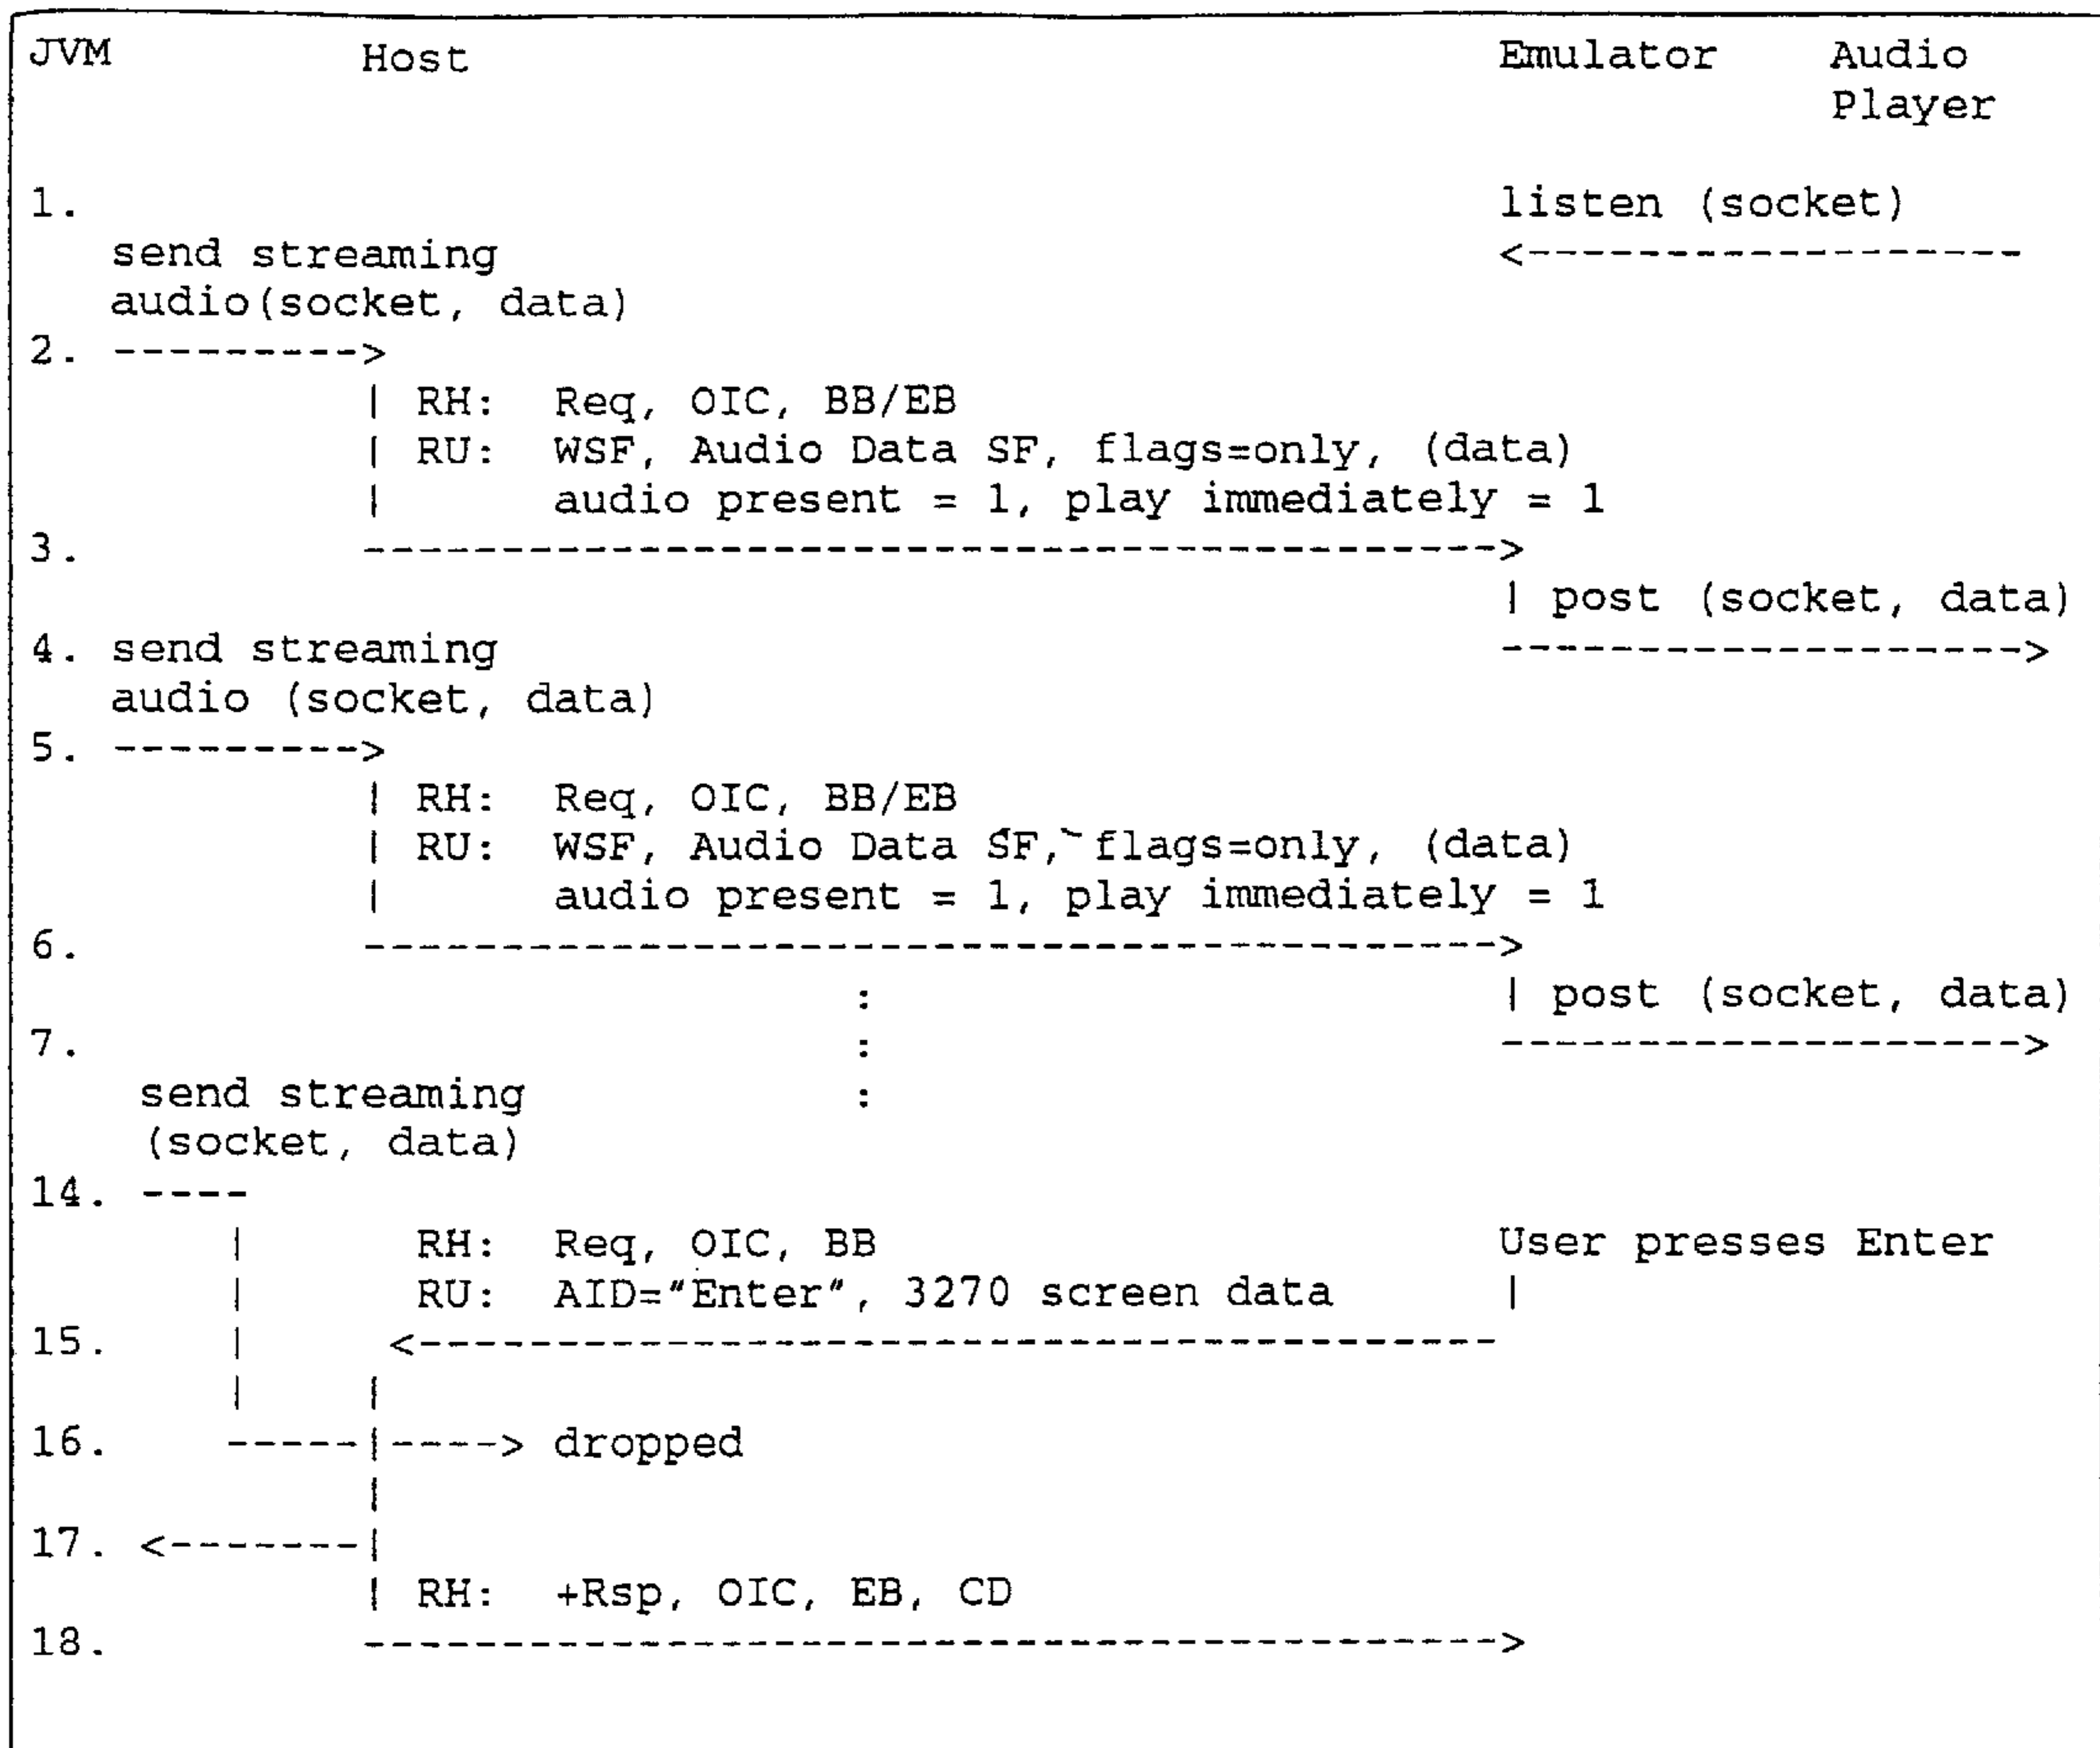 JVM Host Emulator Audio
Player
1. listen (socket)
send streaming <-------------------
audio(socket, data)
2. --------->
| RH: Req, OIC, BB/EB
| RU: WSF, Audio Data SF, flags=only, (data)
| audio present = 1, play immediately = 1
3. ----------------------------------------->
| post (socket, data)
4. send streaming ------------------->
audio (socket, data)
5. --------->
| RH: Req, OIC, BB/EB
| RU: WSF, Audio Data SF, flags=only, (data)
| audio present = 1, play immediately = 1
6. ----------------------------------------->
: | post (socket, data)
7. : ------------------->
send streaming :
(socket, data)
14. ----
| RH: Req, OIC, BB User presses Enter
| RU: AID="Enter", 3270 screen data |
15. | <---------------------------------------
| |
16. -----|----> dropped
|
17. <--------|
| RH: +Rsp, OIC, EB, CD
18. ----------------------------------------->